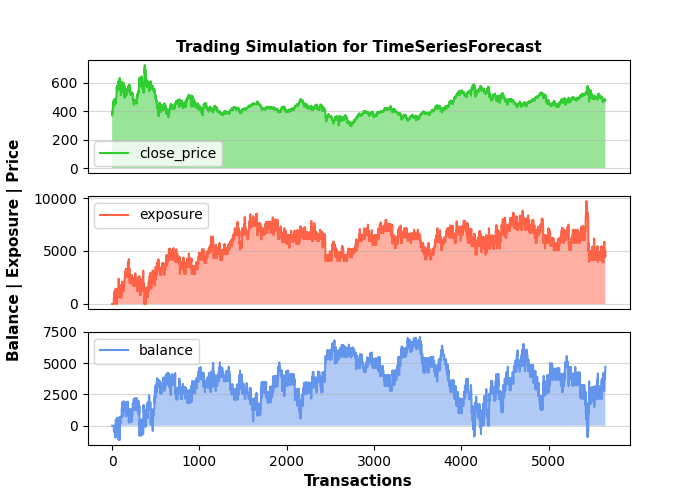 Trading Simulation for TimeSeriesForecast
600
400
200
0
close_price
10000
5000
0
exposure
7500
5000
2500
0
balance
Balance | Exposure | Price
0 1000 2000 3000 4000 5000
Transactions